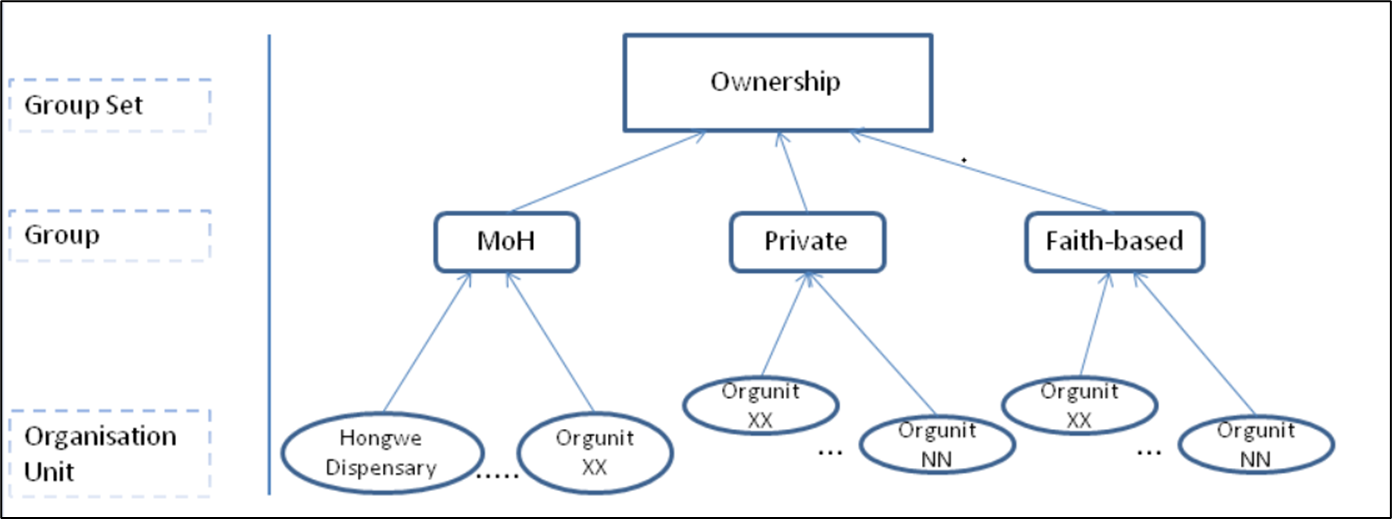 Group Set
Ownership
Group
MoH
Private
Faith-based
Organisation
Unit
Hongwe
Dispensary
.....
Orgunit
XX
Orgunit
XX
...
Orgunit
NN
Orgunit
XX
...
Orgunit
NN